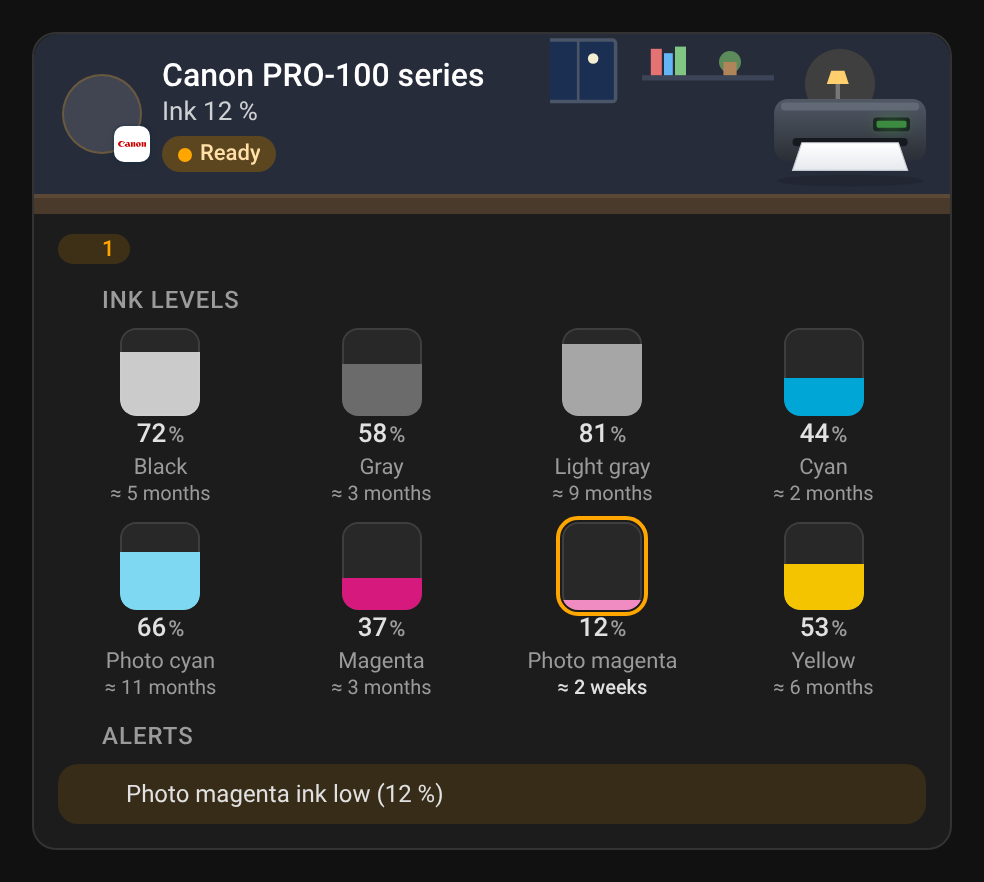 Canon PRO-100 series
Ink 12 %
Canon
Ready
1
INK LEVELS
72% 58% 81% 44%
Black Gray Light gray Cyan
≈ 5 months ≈ 3 months ≈ 9 months ≈ 2 months
66% 37% 12% 53%
Photo cyan Magenta Photo magenta Yellow
≈ 11 months ≈ 3 months ≈ 2 weeks ≈ 6 months
ALERTS
Photo magenta ink low (12 %)